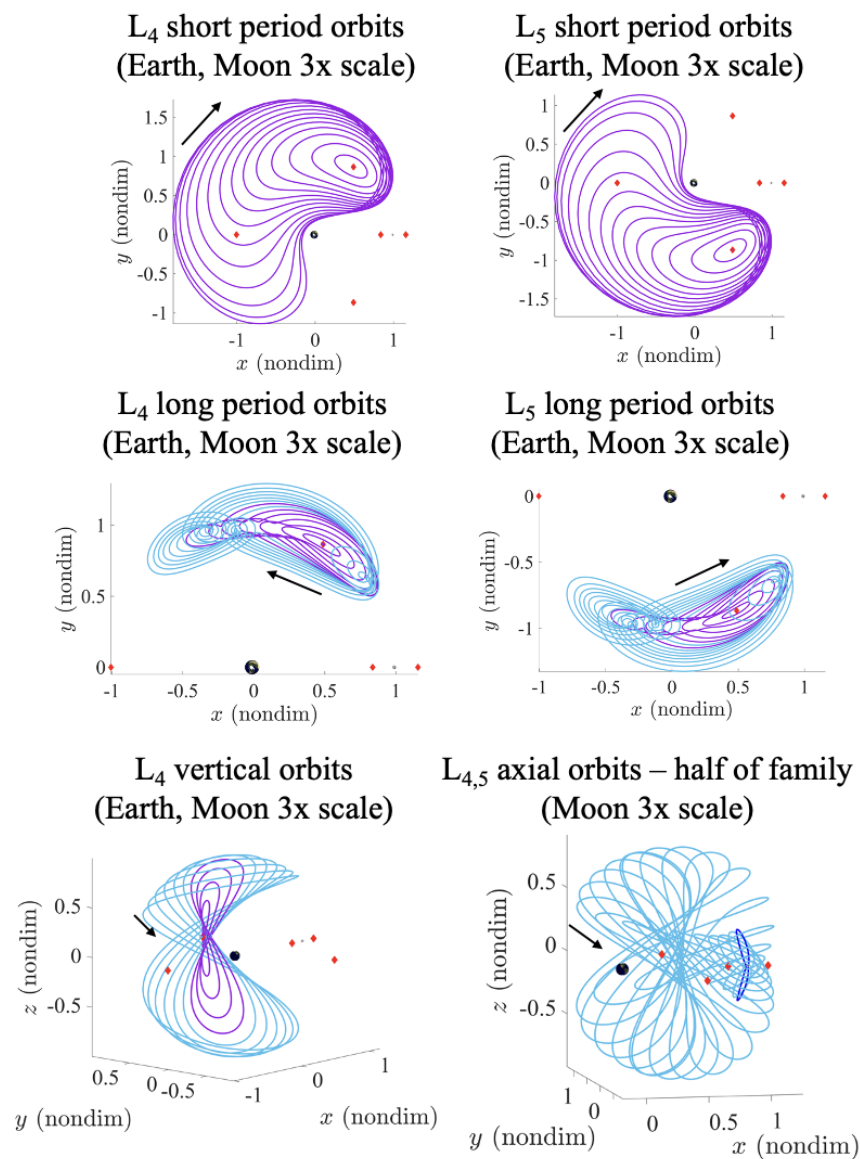 L₄ short period orbits
(Earth, Moon 3x scale)
1.5
1
0.5
0
-0.5
-1
y (nondim)
-1
0
1
x (nondim)
L₅ short period orbits
(Earth, Moon 3x scale)
1
0.5
0
-0.5
-1
-1.5
y (nondim)
-1
0
1
x (nondim)
L₄ long period orbits
(Earth, Moon 3x scale)
1
0.5
0
y (nondim)
-1
-0.5
0
0.5
1
x (nondim)
L₅ long period orbits
(Earth, Moon 3x scale)
0
-0.5
-1
y (nondim)
-1
-0.5
0
0.5
1
x (nondim)
L₄ vertical orbits
(Earth, Moon 3x scale)
0.5
0
-0.5
z (nondim)
0.5
0
-0.5
y (nondim)
-1
0
1
x (nondim)
L₄,₅ axial orbits – half of family
(Moon 3x scale)
0.5
0
-0.5
z (nondim)
1
0
y (nondim)
0
0.5
1
x (nondim)